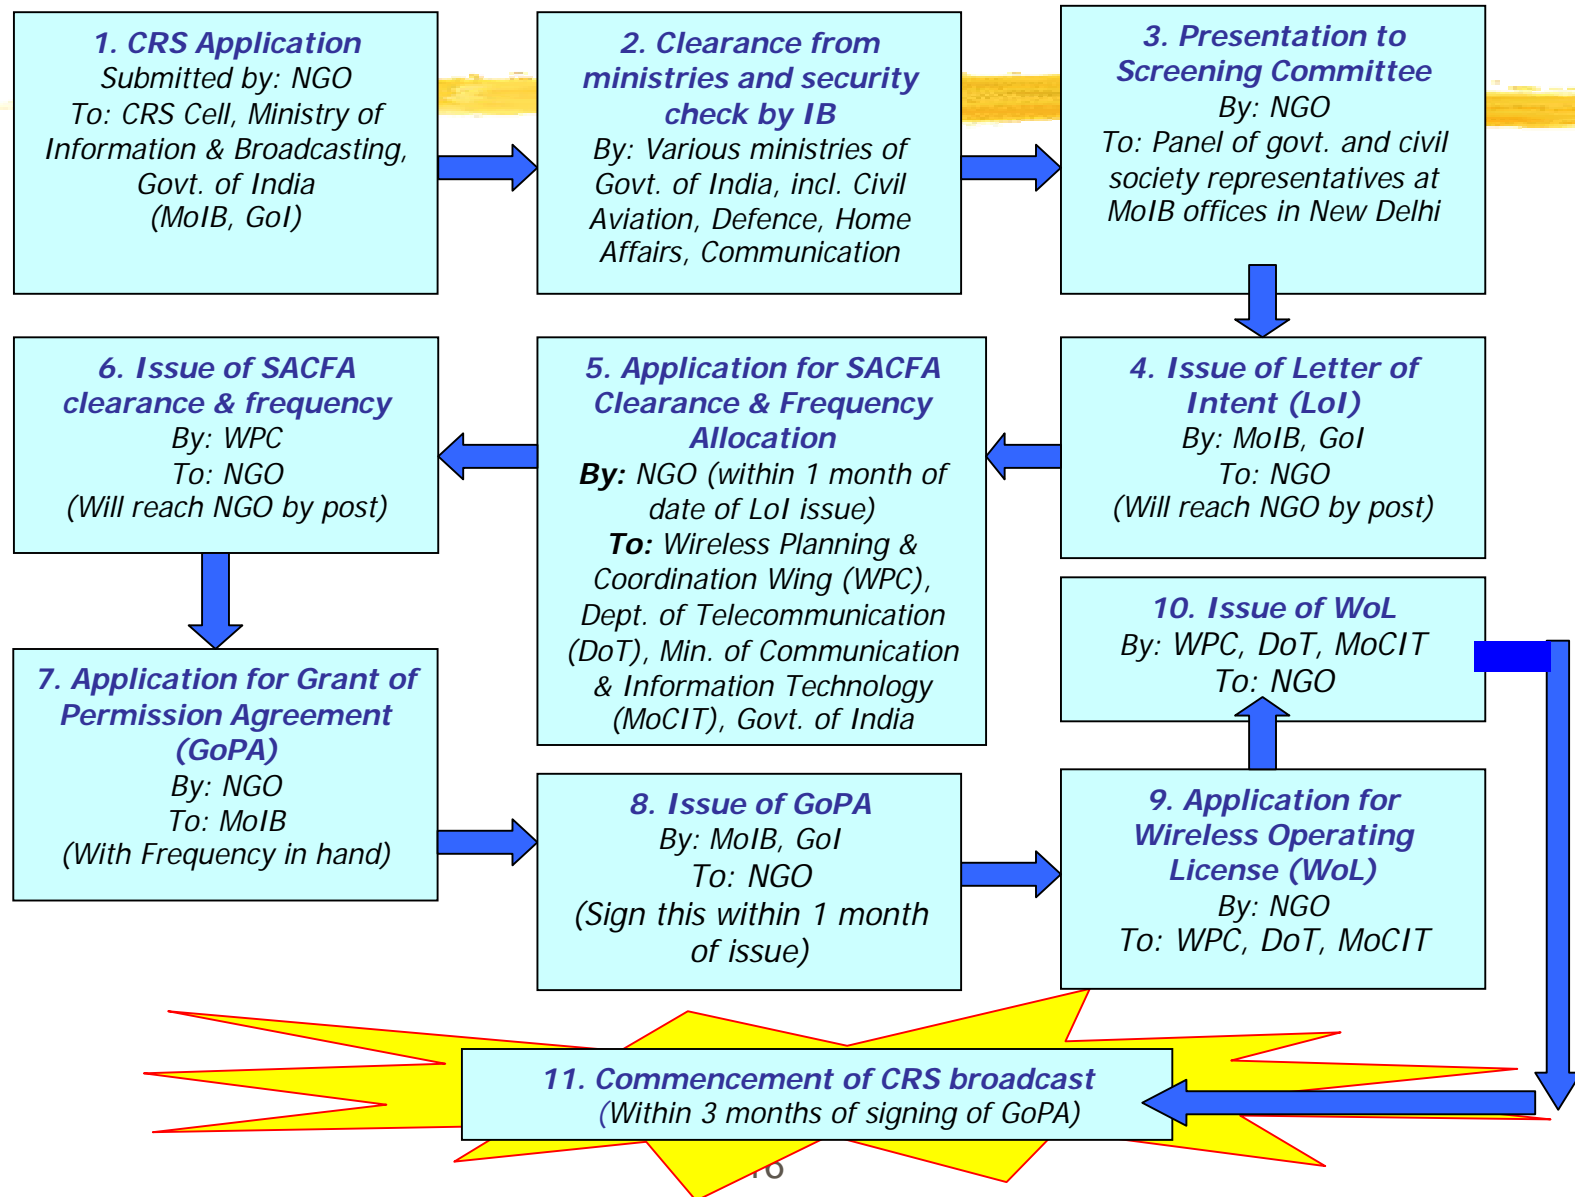 1. CRS Application
Submitted by: NGO
To: CRS Cell, Ministry of
Information & Broadcasting,
Govt. of India
(MoIB, GoI)
2. Clearance from
ministries and security
check by IB
By: Various ministries of
Govt. of India, incl. Civil
Aviation, Defence, Home
Affairs, Communication
3. Presentation to
Screening Committee
By: NGO
To: Panel of govt. and civil
society representatives at
MoIB offices in New Delhi
4. Issue of Letter of
Intent (LoI)
By: MoIB, GoI
To: NGO
(Will reach NGO by post)
5. Application for SACFA
Clearance & Frequency
Allocation
By: NGO (within 1 month of
date of LoI issue)
To: Wireless Planning &
Coordination Wing (WPC),
Dept. of Telecommunication
(DoT), Min. of Communication
& Information Technology
(MoCIT), Govt. of India
6. Issue of SACFA
clearance & frequency
By: WPC
To: NGO
(Will reach NGO by post)
7. Application for Grant of
Permission Agreement
(GoPA)
By: NGO
To: MoIB
(With Frequency in hand)
8. Issue of GoPA
By: MoIB, GoI
To: NGO
(Sign this within 1 month
of issue)
9. Application for
Wireless Operating
License (WoL)
By: NGO
To: WPC, DoT, MoCIT
10. Issue of WoL
By: WPC, DoT, MoCIT
To: NGO
11. Commencement of CRS broadcast
(Within 3 months of signing of GoPA)